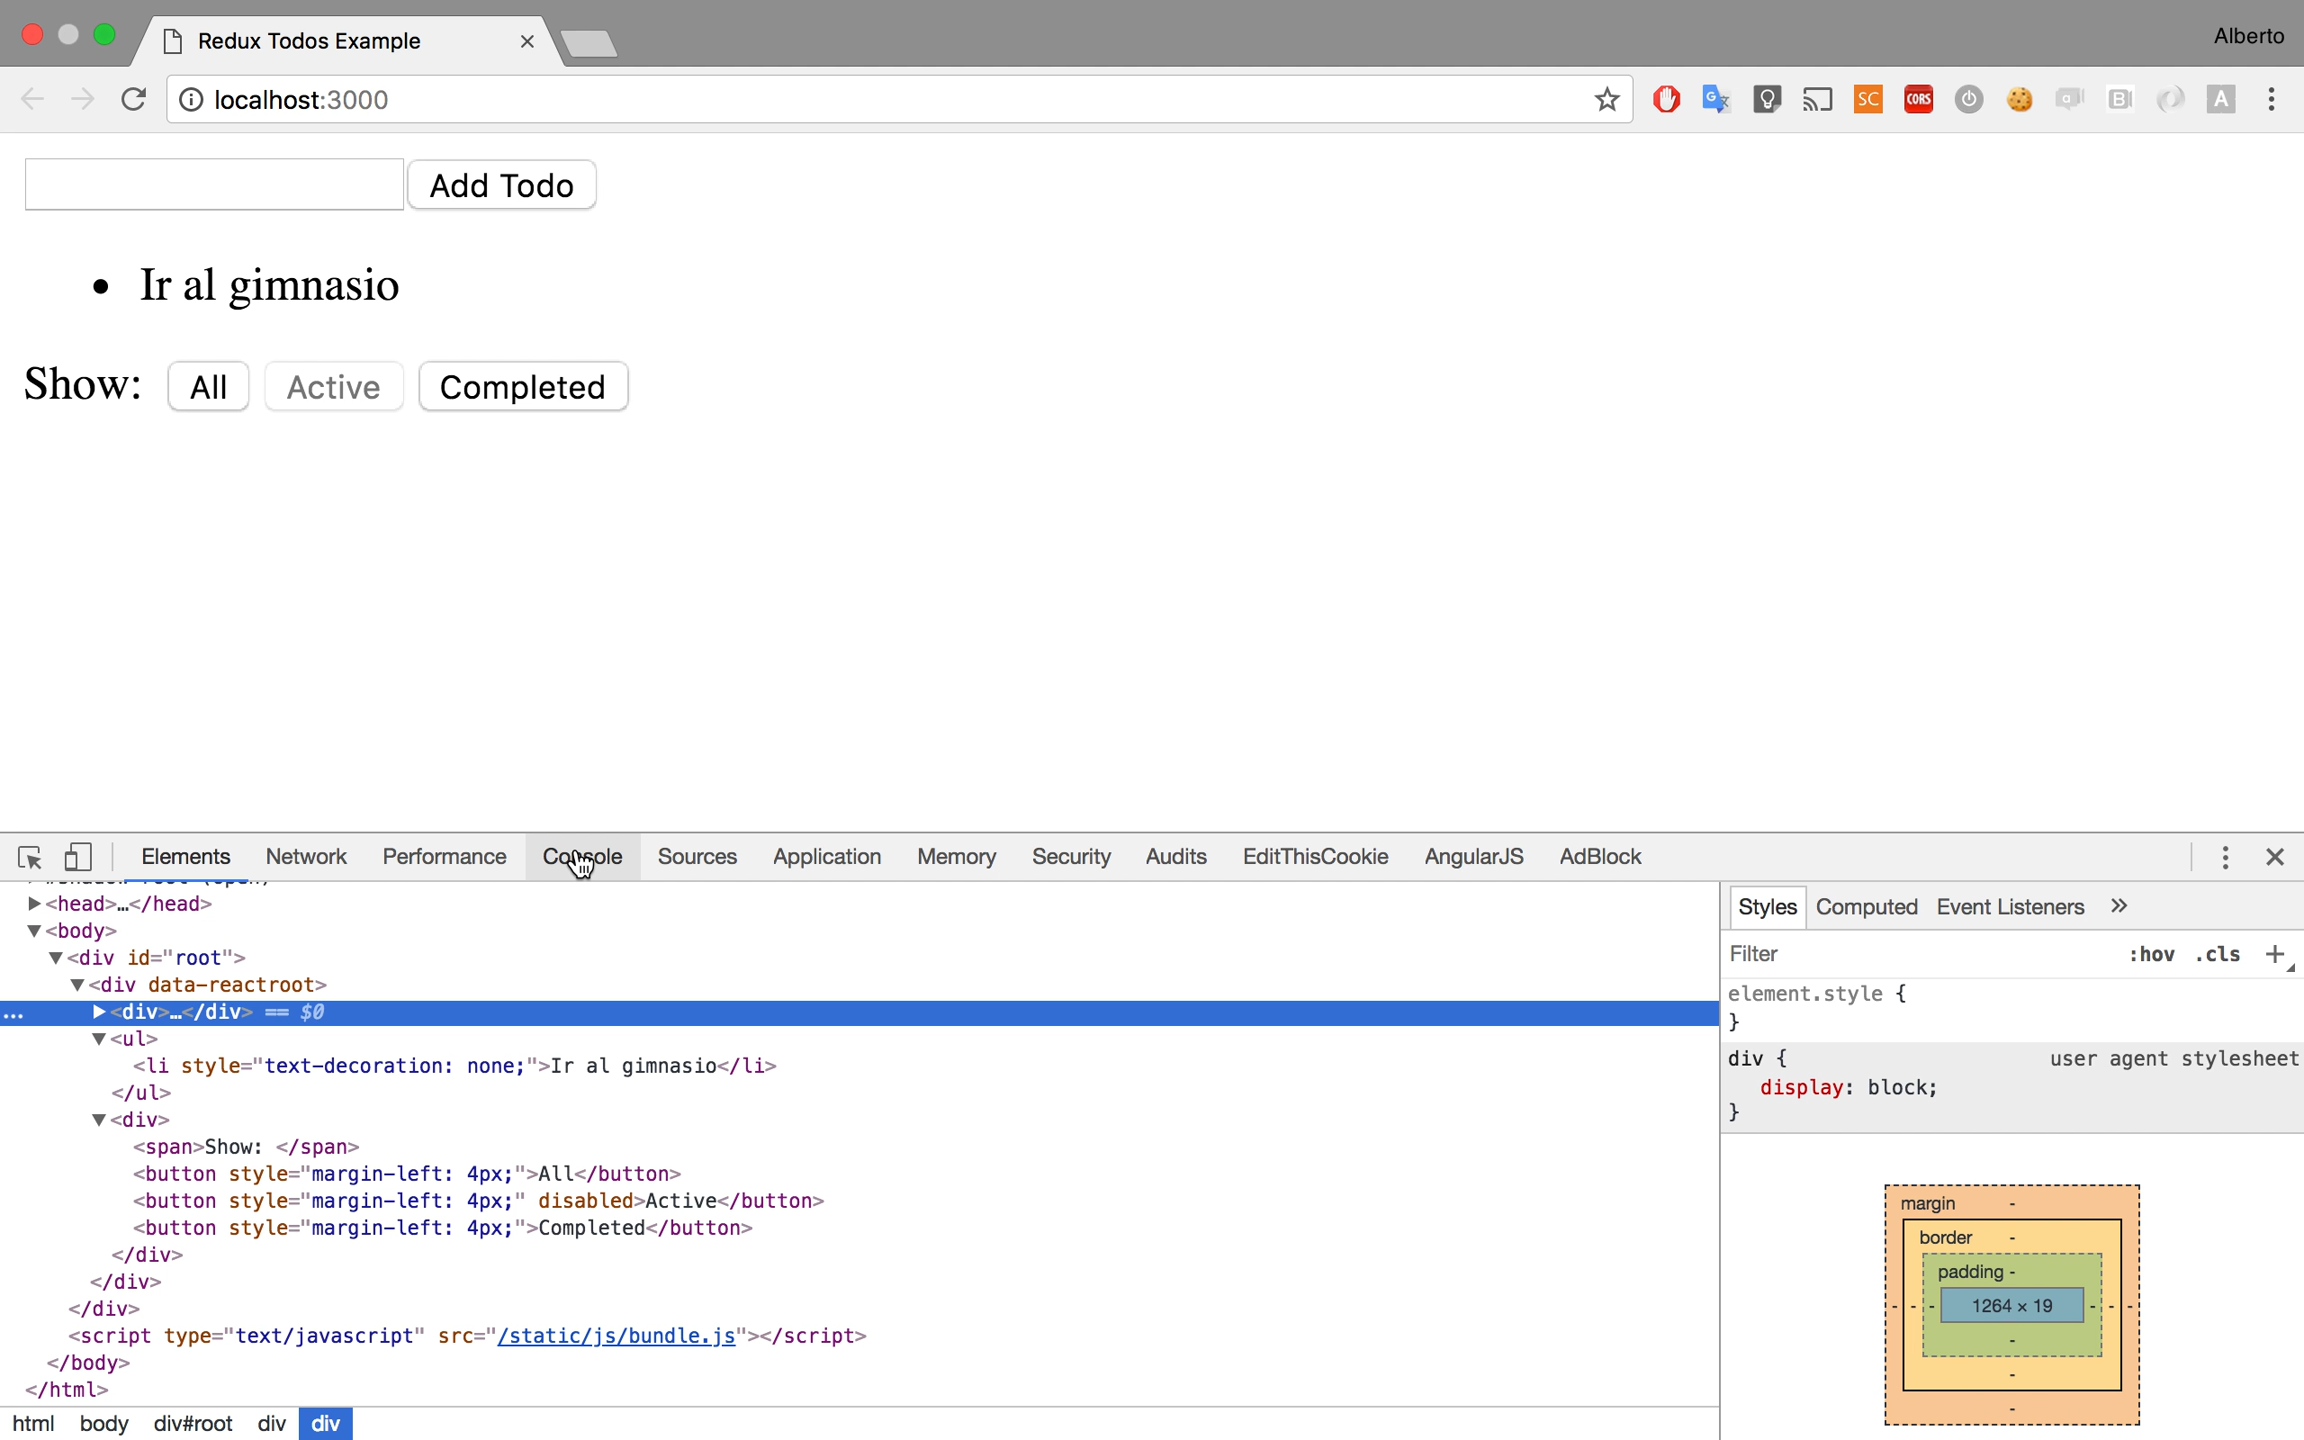 Redux Todos Example
Alberto
localhost:3000
SC CORS a B A
Add Todo
• Ir al gimnasio
Show: All Active Completed
Elements Network Performance Console Sources Application Memory Security Audits EditThisCookie AngularJS AdBlock
<head>…</head>
<body>
<div id="root">
<div data-reactroot>
… <div>…</div> == $0
<ul>
<li style="text-decoration: none;">Ir al gimnasio</li>
</ul>
<div>
<span>Show: </span>
<button style="margin-left: 4px;">All</button>
<button style="margin-left: 4px;" disabled>Active</button>
<button style="margin-left: 4px;">Completed</button>
</div>
</div>
</div>
<script type="text/javascript" src="/static/js/bundle.js"></script>
</body>
</html>
html body div#root div div
Styles Computed Event Listeners »
Filter :hov .cls +
element.style {
}
div { user agent stylesheet
display: block;
}
margin -
border -
padding -
- - - 1264 × 19 - - -
-
-
-